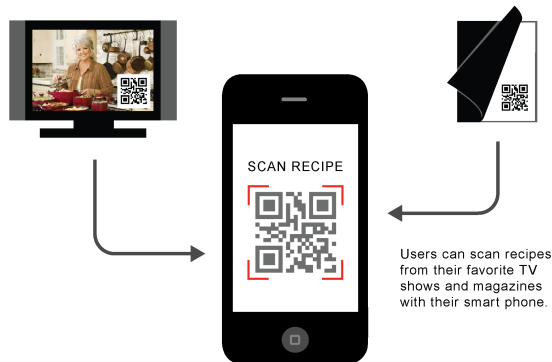 SCAN RECIPE
Users can scan recipes
from their favorite TV
shows and magazines
with their smart phone.